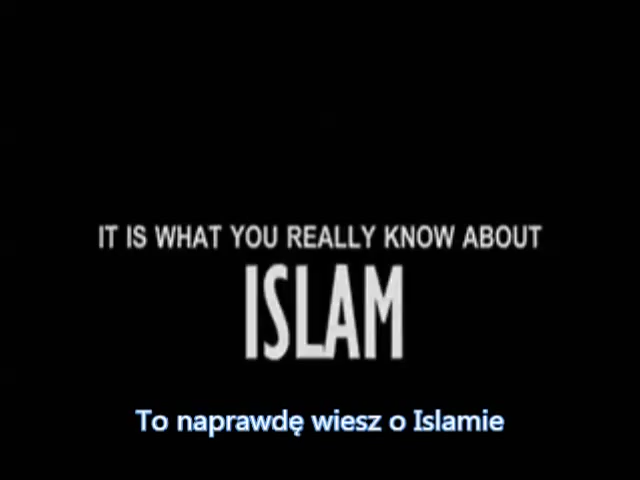 IT IS WHAT YOU REALLY KNOW ABOUT
ISLAM
To naprawdę wiesz o Islamie